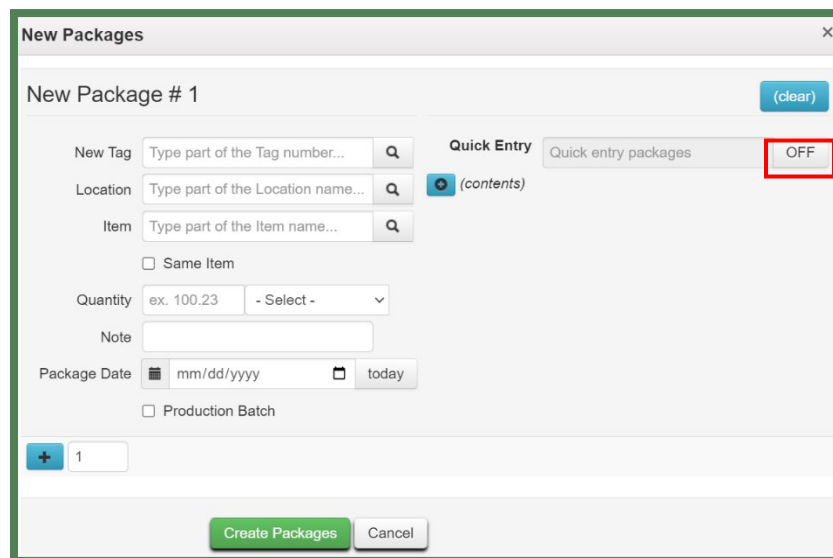 New Packages ×
New Package # 1 (clear)
New Tag Type part of the Tag number... Quick Entry Quick entry packages OFF
Location Type part of the Location name... (contents)
Item Type part of the Item name...
Same Item
Quantity ex. 100.23 - Select -
Note
Package Date mm/dd/yyyy today
Production Batch
+ 1
Create Packages Cancel